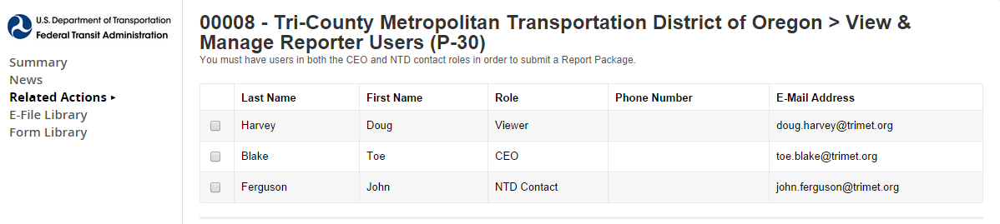 U.S. Department of Transportation
Federal Transit Administration
Summary
News
Related Actions ▸
E-File Library
Form Library
00008 - Tri-County Metropolitan Transportation District of Oregon > View &
Manage Reporter Users (P-30)
You must have users in both the CEO and NTD contact roles in order to submit a Report Package.
Last Name First Name Role Phone Number E-Mail Address
Harvey Doug Viewer doug.harvey@trimet.org
Blake Toe CEO toe.blake@trimet.org
Ferguson John NTD Contact john.ferguson@trimet.org